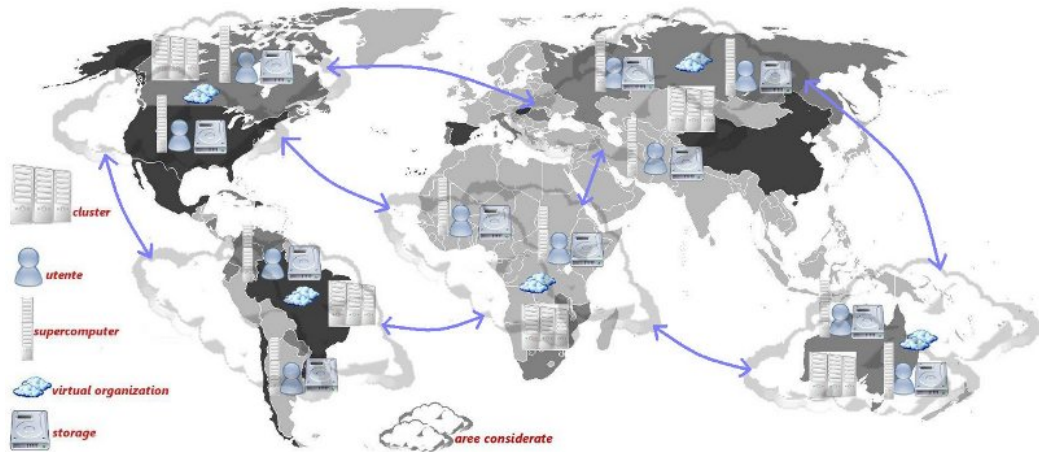 cluster
utente
supercomputer
virtual organization
storage
aree considerate